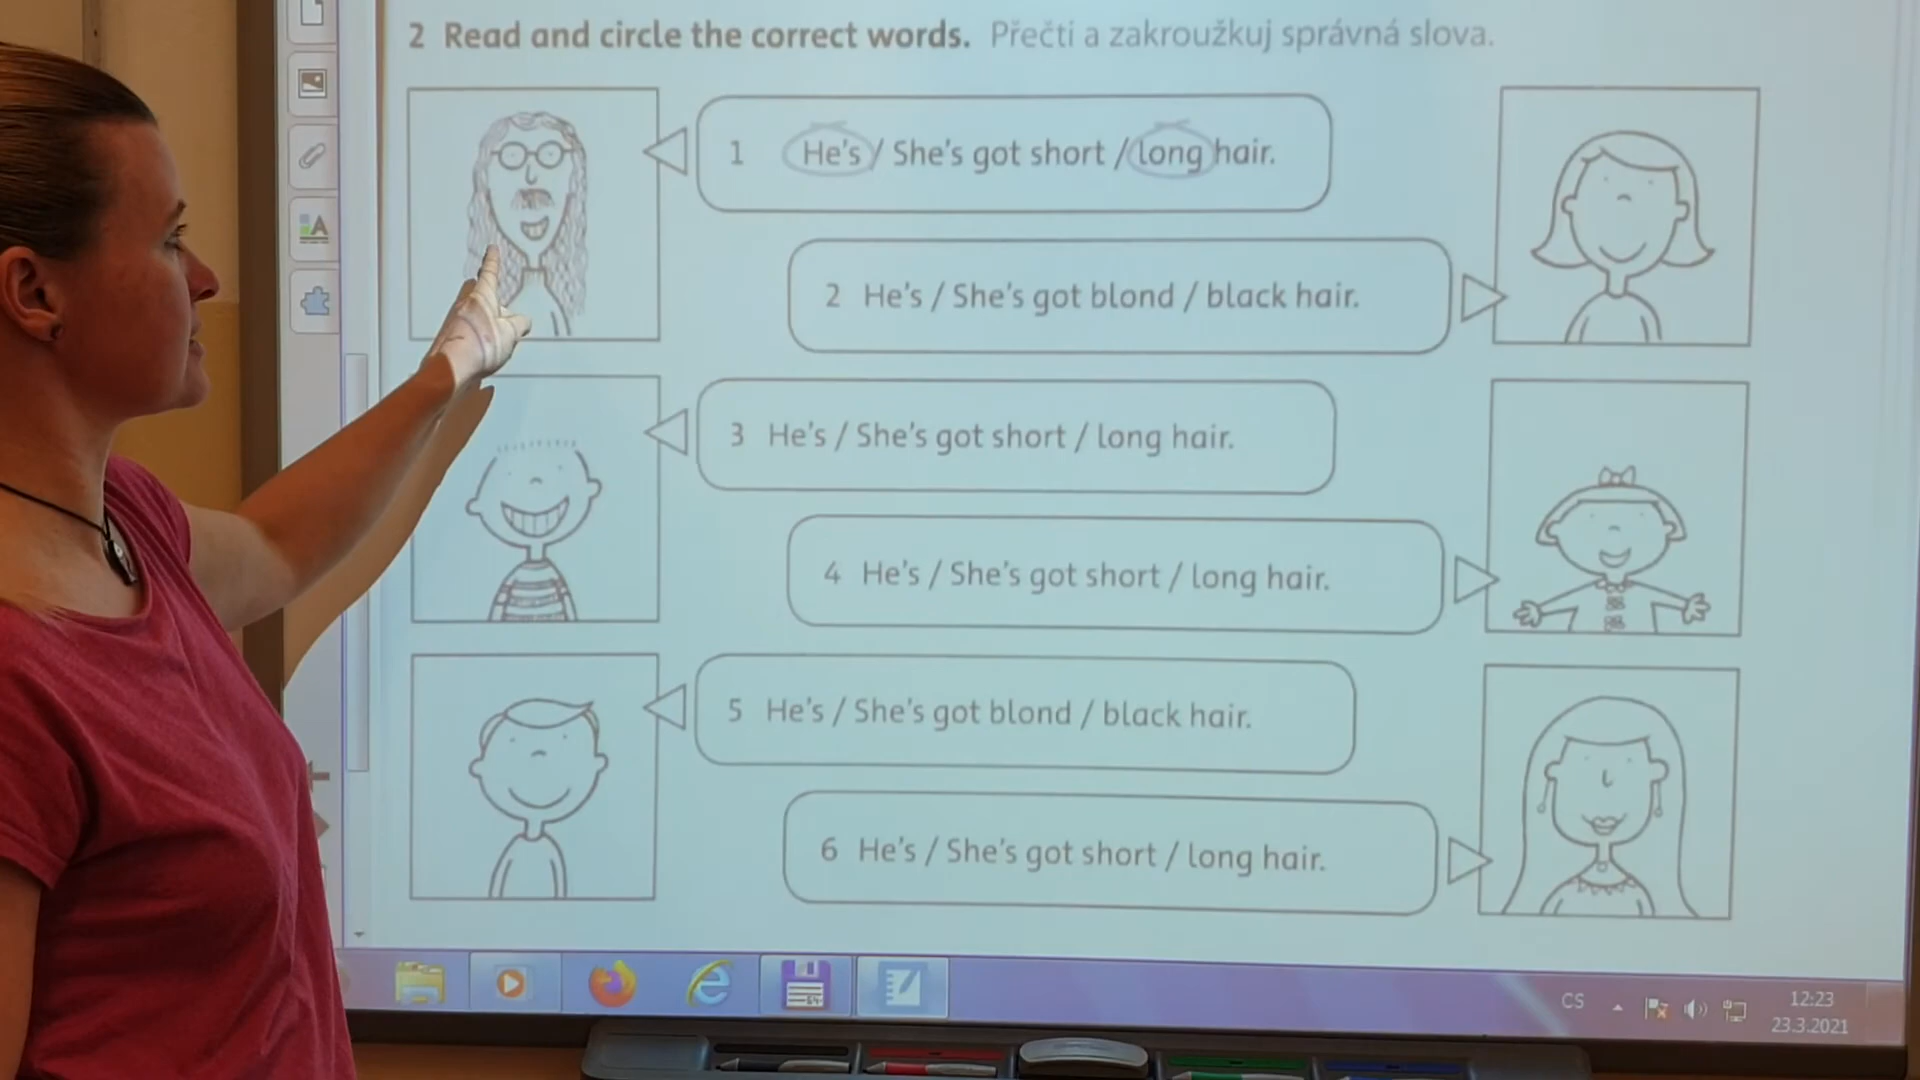 2 Read and circle the correct words. Přečti a zakroužkuj správná slova.
1 He's / She's got short / long hair.
2 He's / She's got blond / black hair.
3 He's / She's got short / long hair.
4 He's / She's got short / long hair.
5 He's / She's got blond / black hair.
6 He's / She's got short / long hair.
CS
12:23
23.3.2021